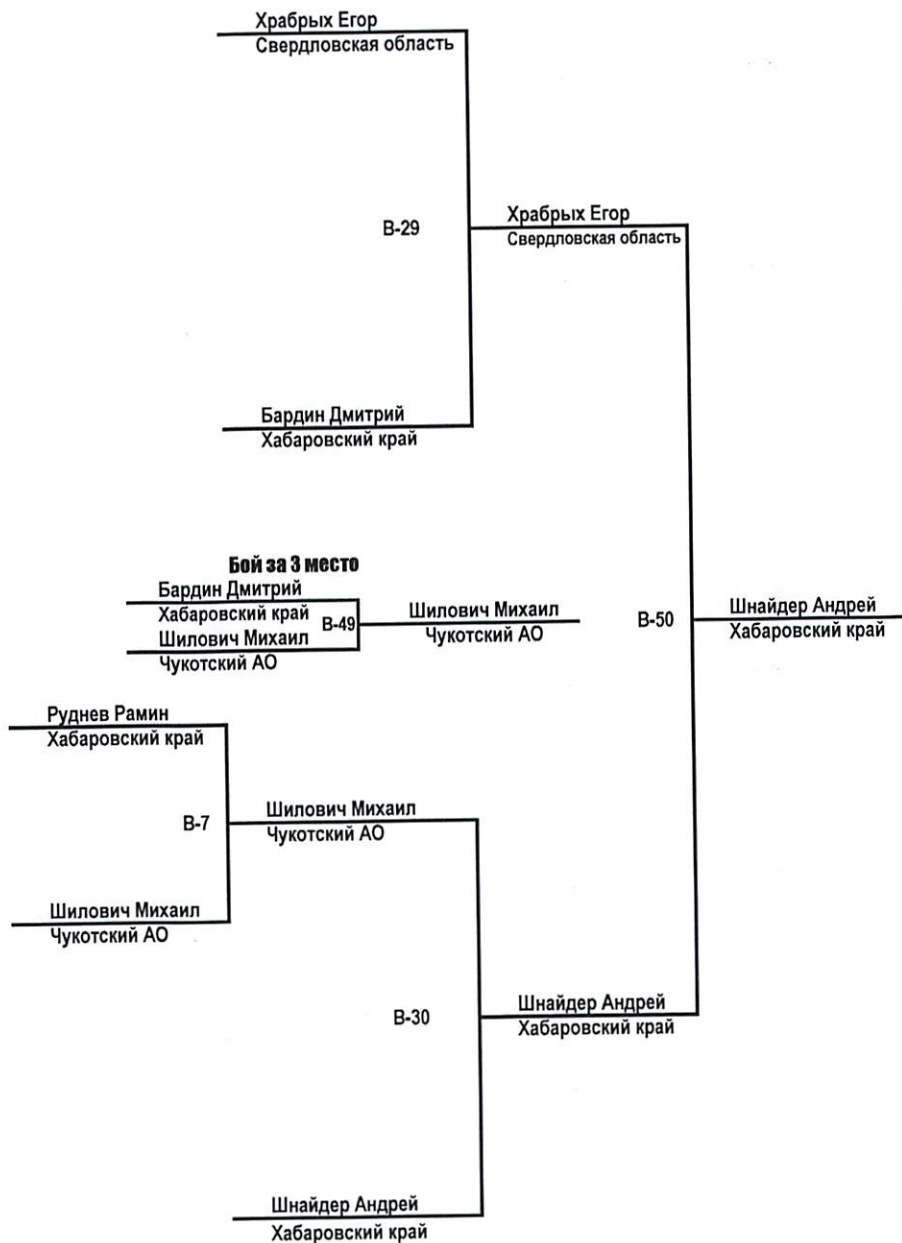 Храбрых Егор
Свердловская область
B-29
Храбрых Егор
Свердловская область
Бардин Дмитрий
Хабаровский край
Бой за 3 место
Бардин Дмитрий
Хабаровский край
B-49
Шилович Михаил
Чукотский АО
Шилович Михаил
Чукотский АО
B-50
Шнайдер Андрей
Хабаровский край
Руднев Рамин
Хабаровский край
B-7
Шилович Михаил
Чукотский АО
Шилович Михаил
Чукотский АО
B-30
Шнайдер Андрей
Хабаровский край
Шнайдер Андрей
Хабаровский край